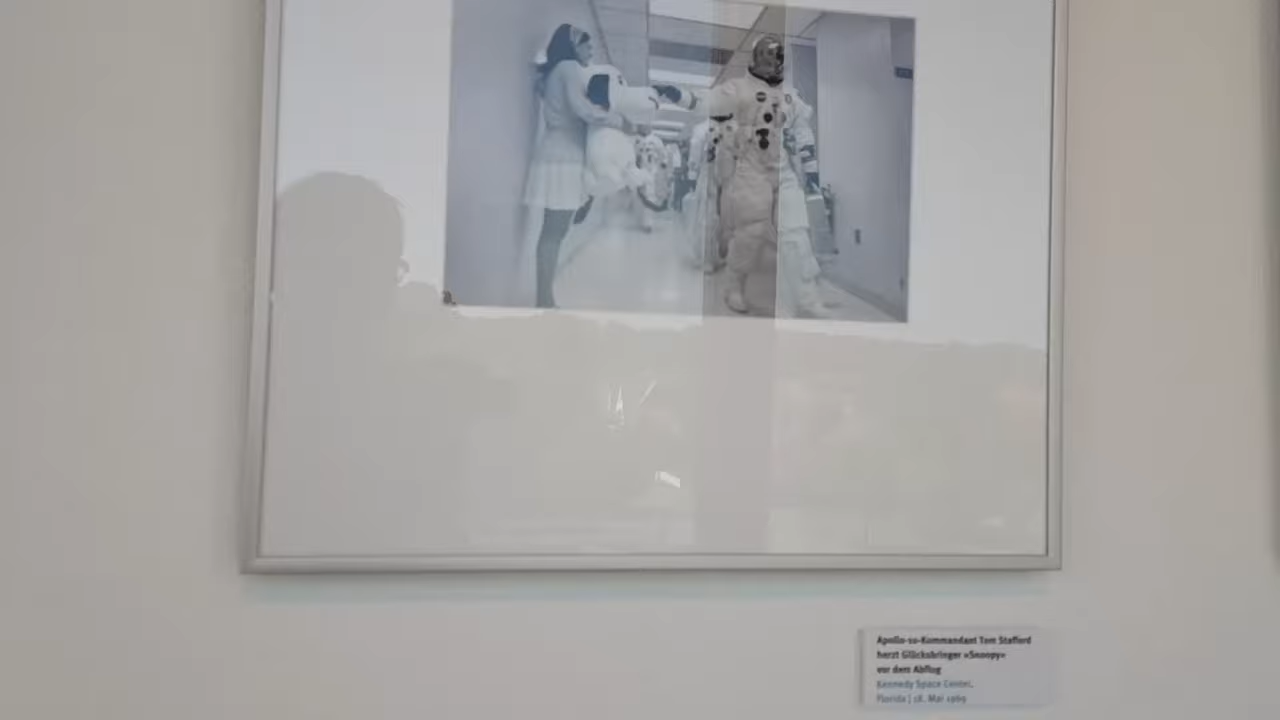 Apollo-10-Kommandant Tom Stafford
herzt Glücksbringer »Snoopy«
vor dem Abflug
Kennedy Space Center,
Florida | 18. Mai 1969